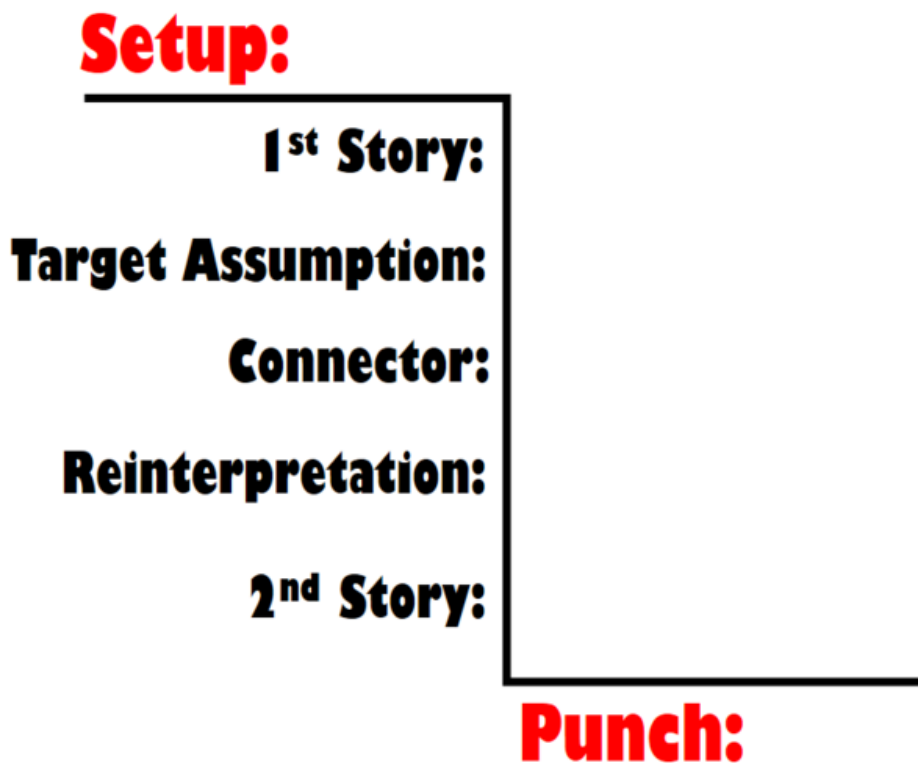 Setup:
1st Story:
Target Assumption:
Connector:
Reinterpretation:
2nd Story:
Punch: